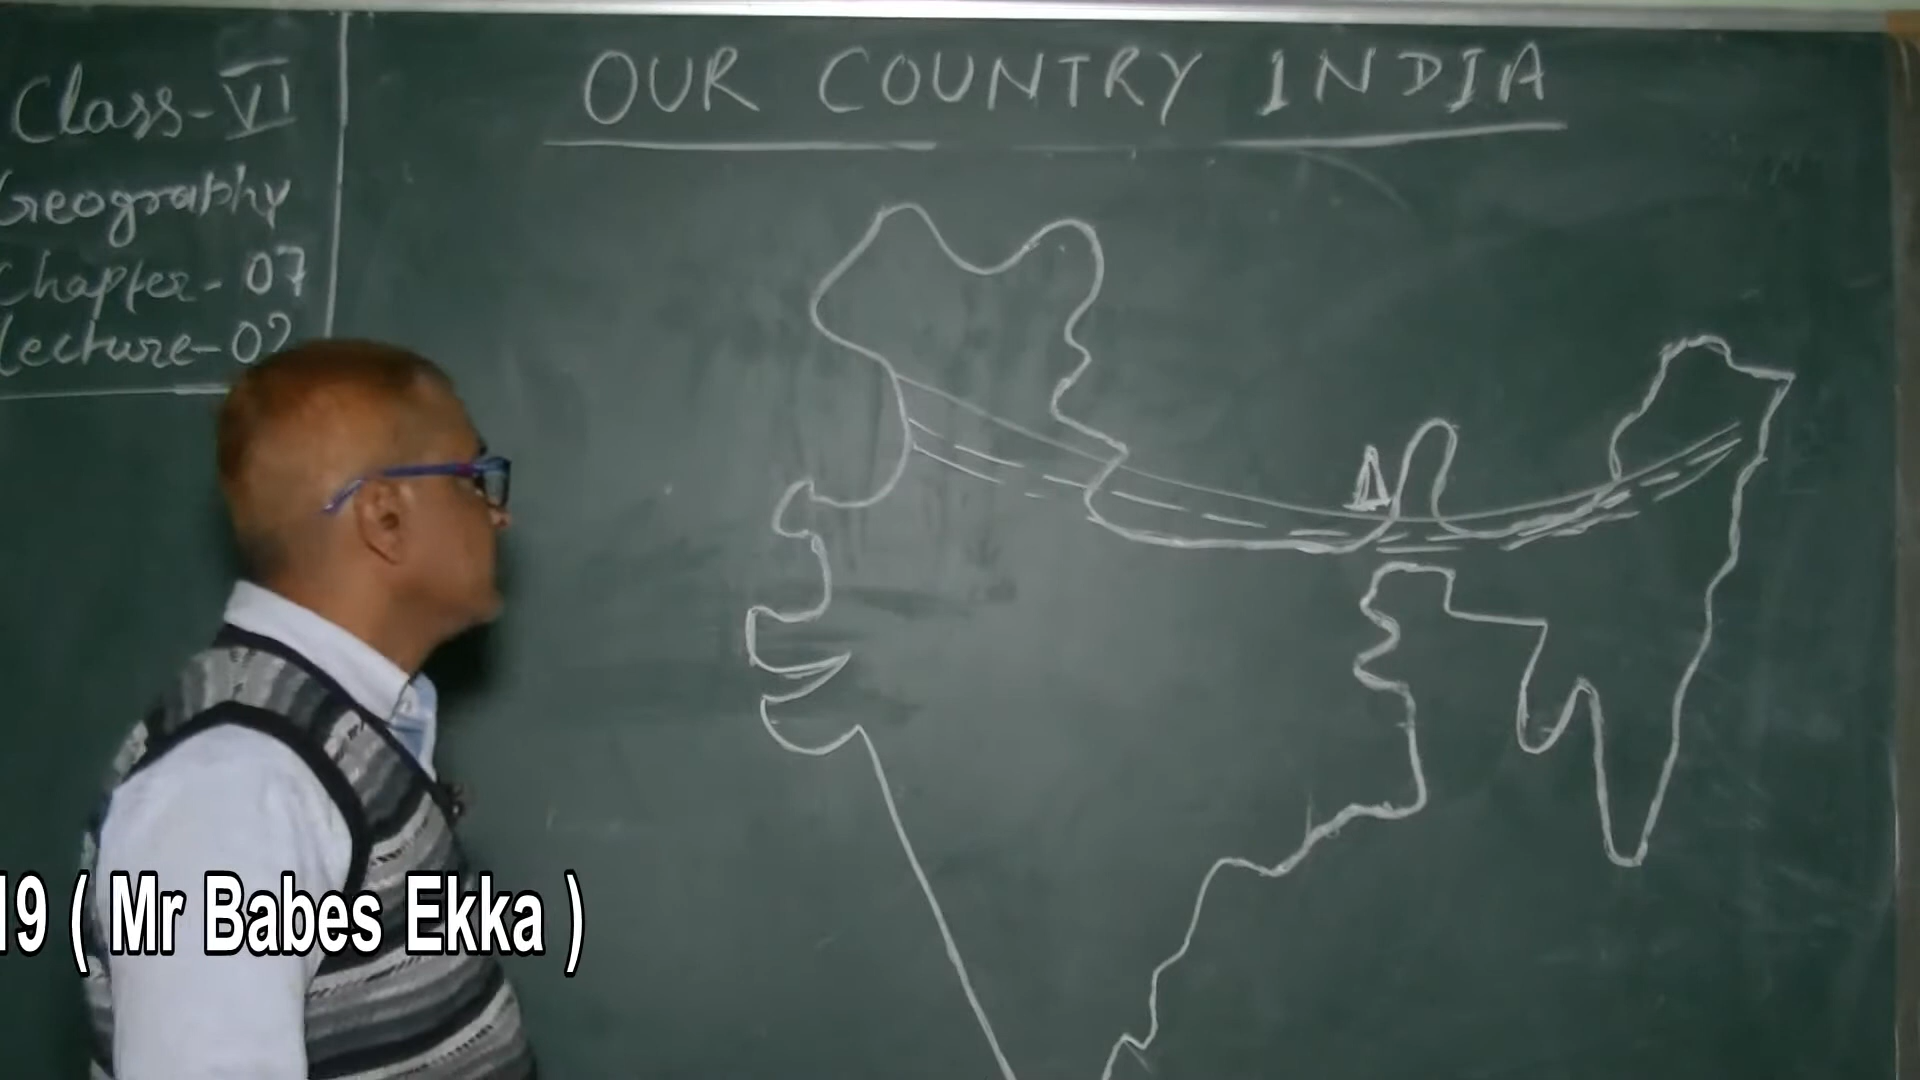 Class-VI
Geography
Chapter-07
Lecture-02
OUR COUNTRY INDIA
19 ( Mr Babes Ekka )